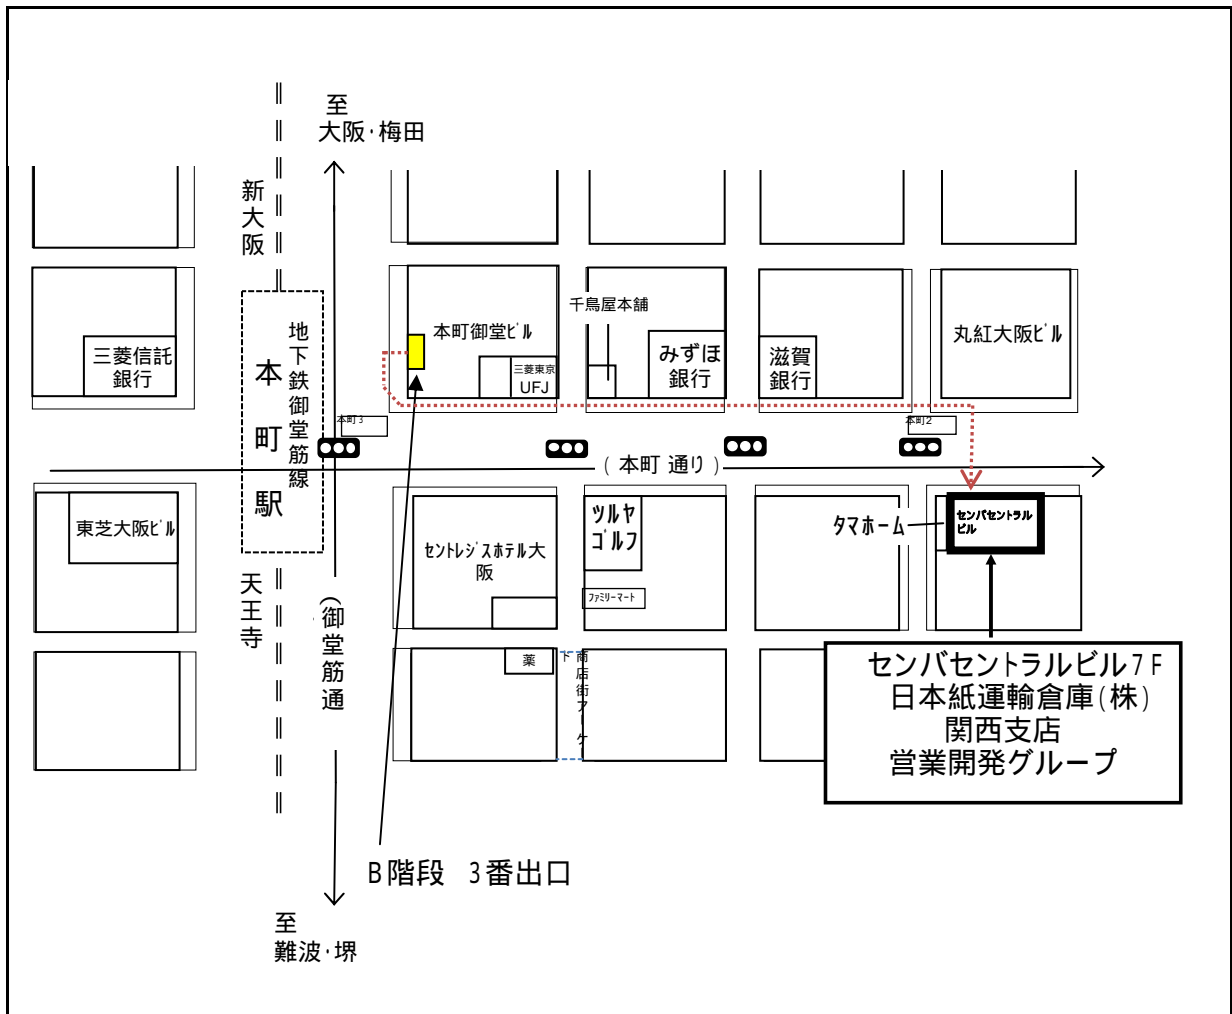 至
大阪・梅田
新大阪
地下鉄御堂筋線
本町駅
天王寺
三菱信託
銀行
本町御堂ﾋﾞﾙ
三菱東京
UFJ
千鳥屋本舗
みずほ
銀行
滋賀
銀行
丸紅大阪ﾋﾞﾙ
本町3
本町2
(本町通り)
東芝大阪ﾋﾞﾙ
ｾﾝﾄﾚｼﾞｽホテル大
阪
ツルヤ
ゴルフ
ﾌｧﾐﾘｰﾏｰﾄ
タマホーム
センバセントラル
ビル
(御堂筋通
薬
商店街アーケ
下
センバセントラルビル7F
日本紙運輸倉庫(株)
関西支店
営業開発グループ
B階段 3番出口
至
難波・堺